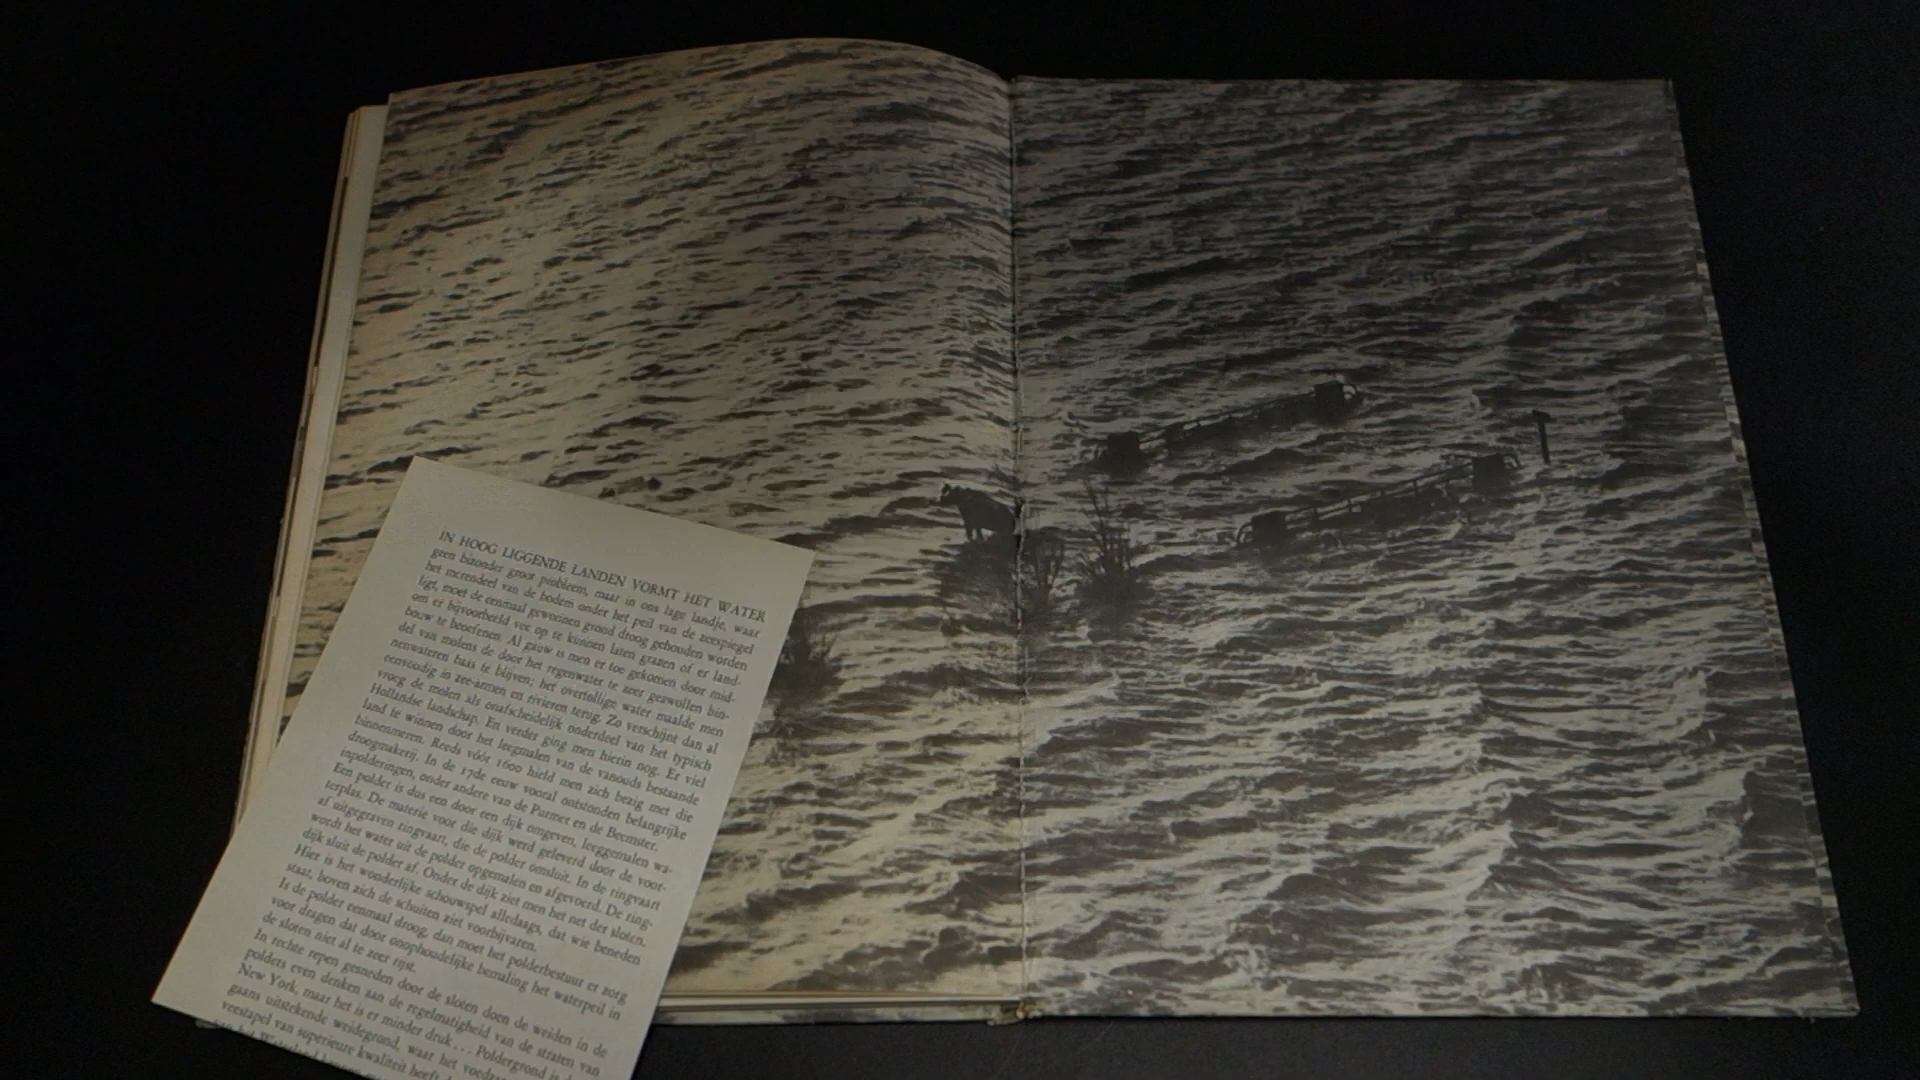 IN HOOG LIGGENDE LANDEN VORMT HET WATER
geen bizonder groot probleem, maar in ons lage landje, waar
het merendeel van de bodem onder het peil van de zeespiegel
ligt, moet de eenmaal gewonnen grond droog gehouden worden
om er bijvoorbeeld vee op te kunnen laten grazen of er land-
bouw te beoefenen. Al gauw is men er toe gekomen door mid-
del van molens de door het regenwater te zeer gezwollen bin-
nenwateren baas te blijven; het overtollige water maalde men
eenvoudig in zee-armen en rivieren terug. Zo verschijnt dan al
vroeg de molen als onafscheidelijk onderdeel van het typisch
Hollandse landschap. En verder ging men hierin nog. Er viel
land te winnen door het leegmalen van de vanouds bestaande
binnenmeren. Reeds vóór 1600 hield men zich bezig met die
droogmakerij. In de 17de eeuw vooral ontstonden belangrijke
inpolderingen, onder andere van de Purmer en de Beemster.
Een polder is dus een door een dijk omgeven, leeggemalen wa-
terplas. De materie voor die dijk werd geleverd door de voor-
af uitgegraven ringvaart, die de polder omsluit. In de ringvaart
wordt het water uit de polder opgemalen en afgevoerd. De ring-
dijk sluit de polder af. Onder de dijk ziet men het net der sloten.
Hier is het wonderlijke schouwspel alledaags, dat wie beneden
staat, boven zich de schuiten ziet voorbijvaren.
Is de polder eenmaal droog, dan moet het polderbestuur er zorg
voor dragen dat door onophoudelijke bemaling het waterpeil in
de sloten niet al te zeer rijst.
In rechte repen gesneden door de sloten doen de weiden in de
polders even denken aan de regelmatigheid van de straten van
New York, maar het is er minder druk... Poldergrond is
gaans uitstekende weidegrond, waar het
veestapel van superieure kwaliteit heeft